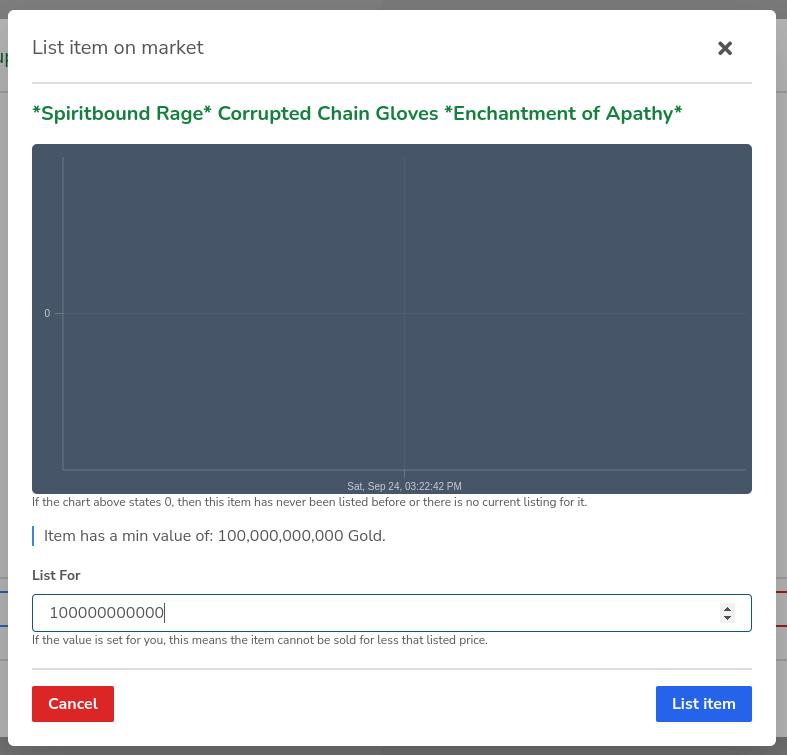 List item on market
*Spiritbound Rage* Corrupted Chain Gloves *Enchantment of Apathy*
0
Sat, Sep 24, 03:22:42 PM
If the chart above states 0, then this item has never been listed before or there is no current listing for it.
Item has a min value of: 100,000,000,000 Gold.
List For
100000000000
If the value is set for you, this means the item cannot be sold for less that listed price.
Cancel
List item